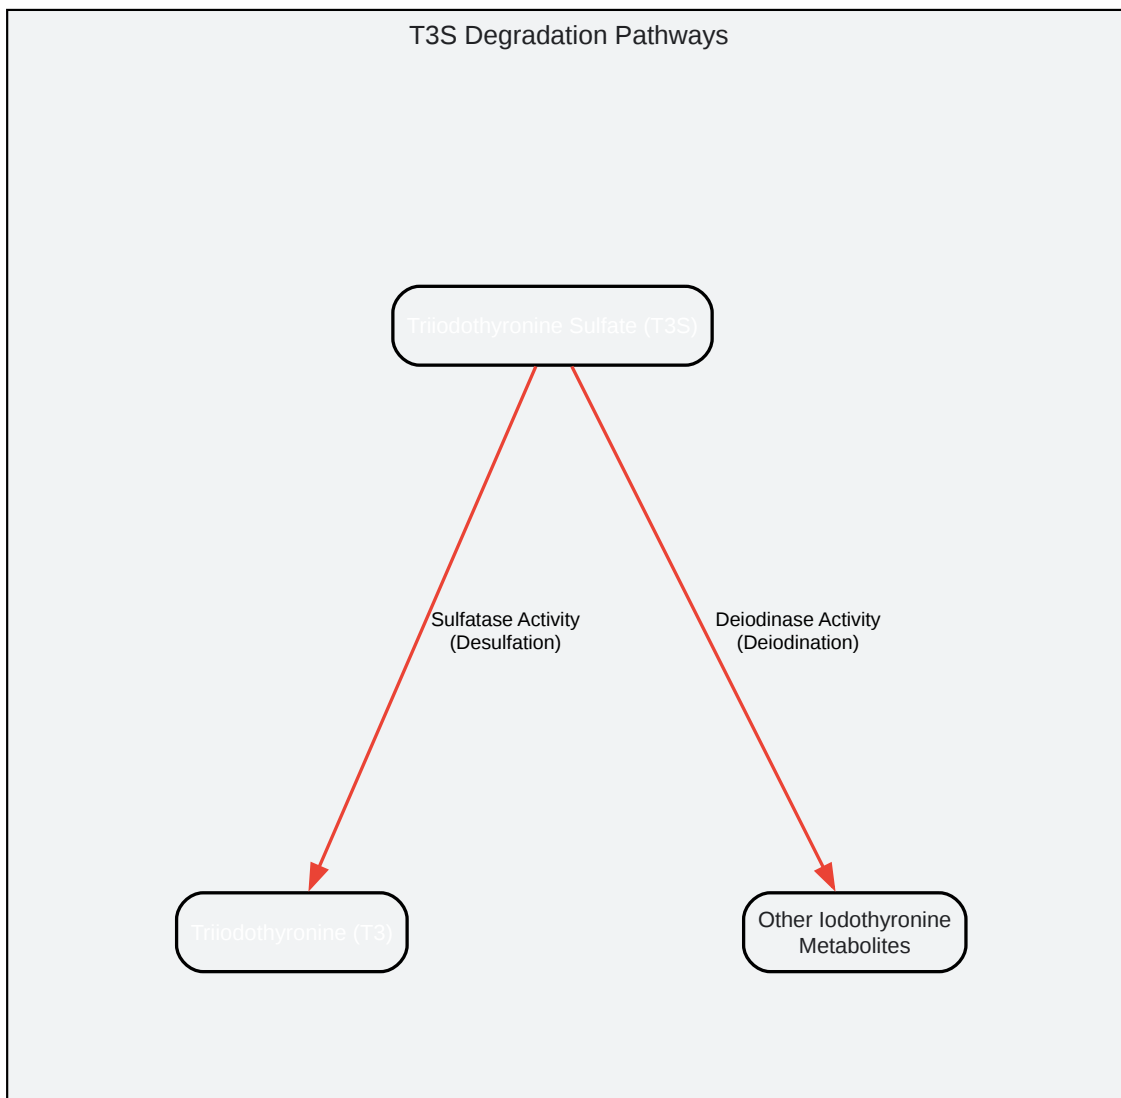 T3S Degradation Pathways
Triiodothyronine Sulfate (T3S)
Sulfatase Activity
(Desulfation)
Deiodinase Activity
(Deiodination)
Triiodothyronine (T3)
Other Iodothyronine
Metabolites